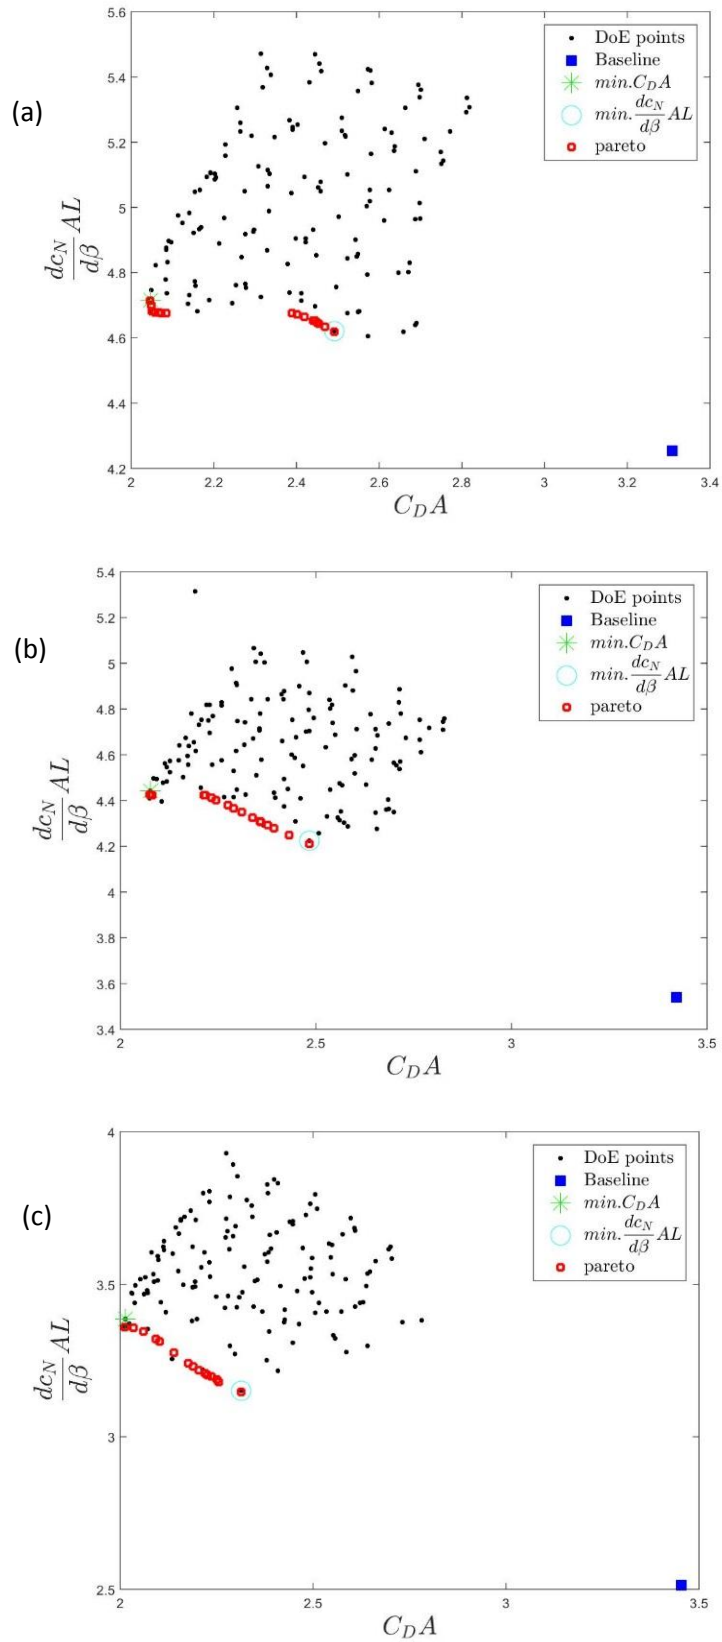 (a)
5.6
5.4
5.2
5
4.8
4.6
4.4
4.2
2
2.2
2.4
2.6
2.8
3
3.2
3.4
dc_N/dβ AL
C_D A
DoE points
Baseline
min.C_D A
min. dc_N/dβ AL
pareto
(b)
5.4
5.2
5
4.8
4.6
4.4
4.2
4
3.8
3.6
3.4
2
2.5
3
3.5
dc_N/dβ AL
C_D A
DoE points
Baseline
min.C_D A
min. dc_N/dβ AL
pareto
(c)
4
3.5
3
2.5
2
2.5
3
3.5
dc_N/dβ AL
C_D A
DoE points
Baseline
min.C_D A
min. dc_N/dβ AL
pareto